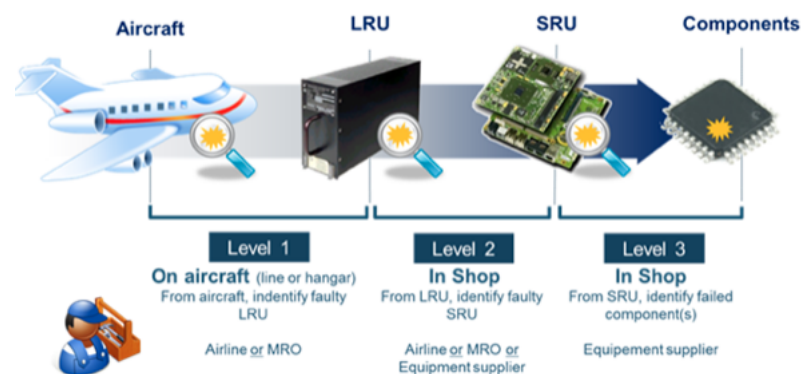 Aircraft
LRU
SRU
Components
Level 1
On aircraft (line or hangar)
From aircraft, indentify faulty
LRU
Airline or MRO
Level 2
In Shop
From LRU, identify faulty
SRU
Airline or MRO or
Equipment supplier
Level 3
In Shop
From SRU, identify failed
component(s)
Equipement supplier